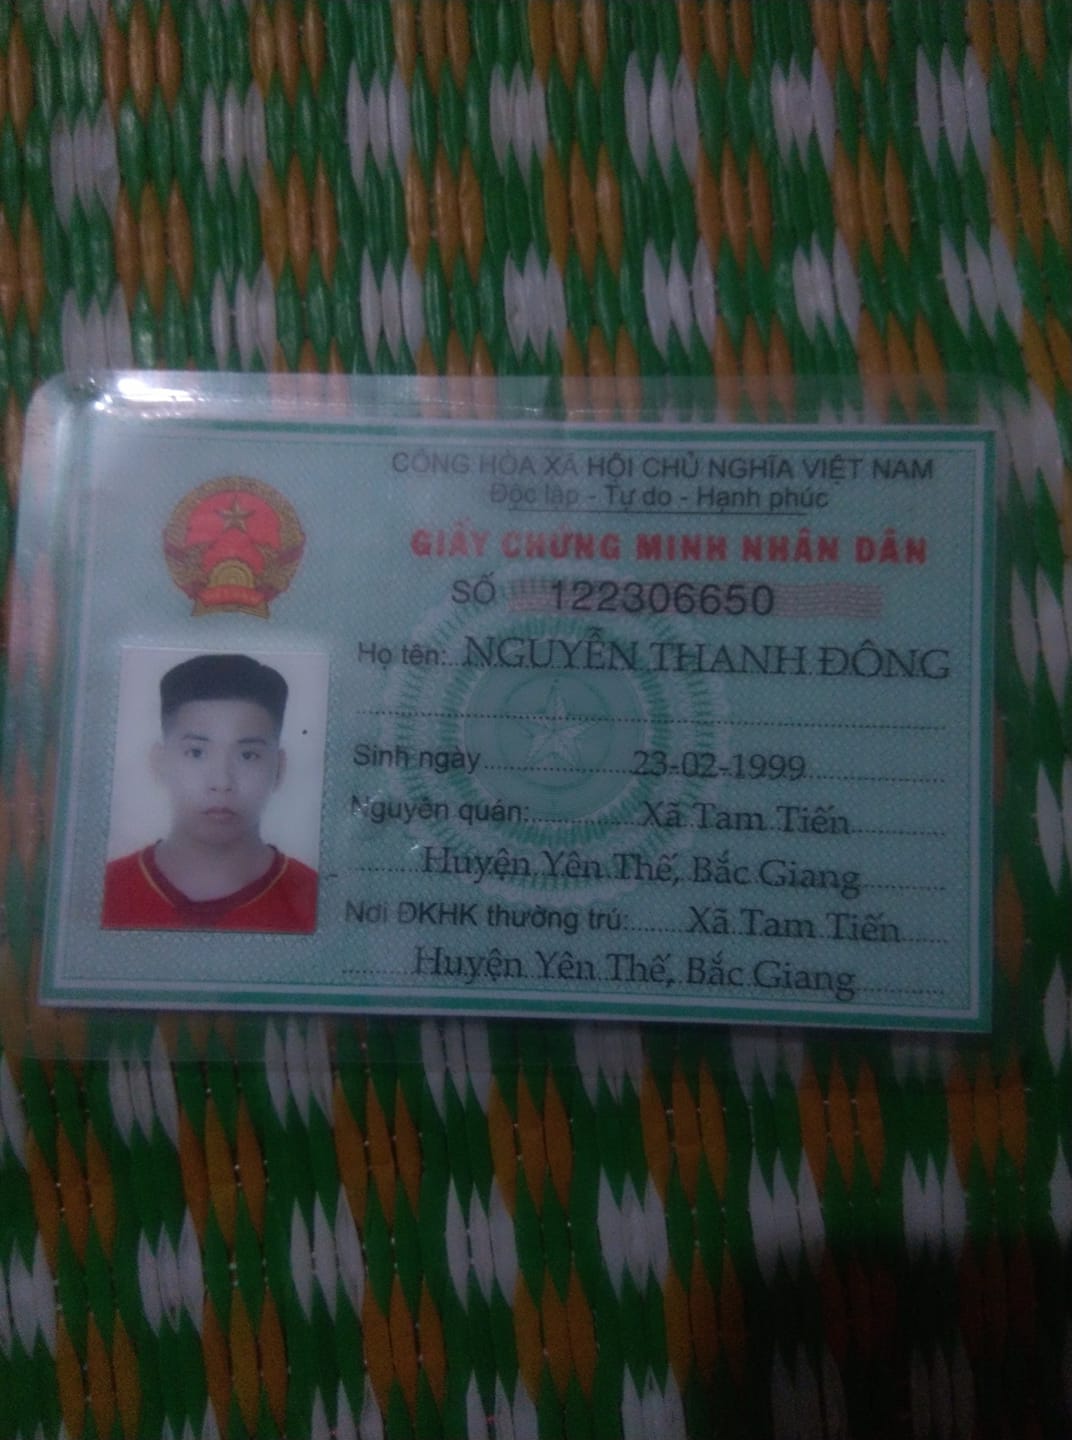 CỘNG HÒA XÃ HỘI CHỦ NGHĨA VIỆT NAM
Độc lập - Tự do - Hạnh phúc
GIẤY CHỨNG MINH NHÂN DÂN
SỐ 122306650
Họ tên: NGUYỄN THANH ĐÔNG
Sinh ngày 23-02-1999
Nguyên quán: Xã Tam Tiến
Huyện Yên Thế, Bắc Giang
Nơi ĐKHK thường trú: Xã Tam Tiến
Huyện Yên Thế, Bắc Giang